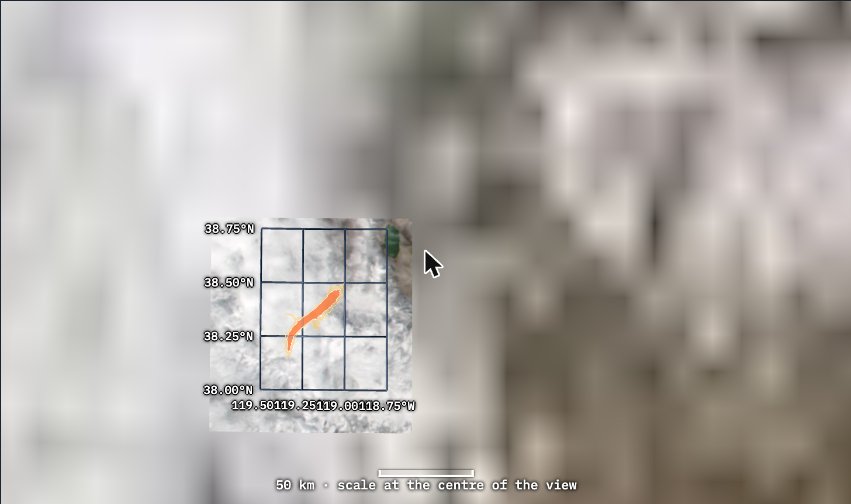 38.75°N
38.50°N
38.25°N
38.00°N
119.50119.25119.00118.75°W
50 km · scale at the centre of the view